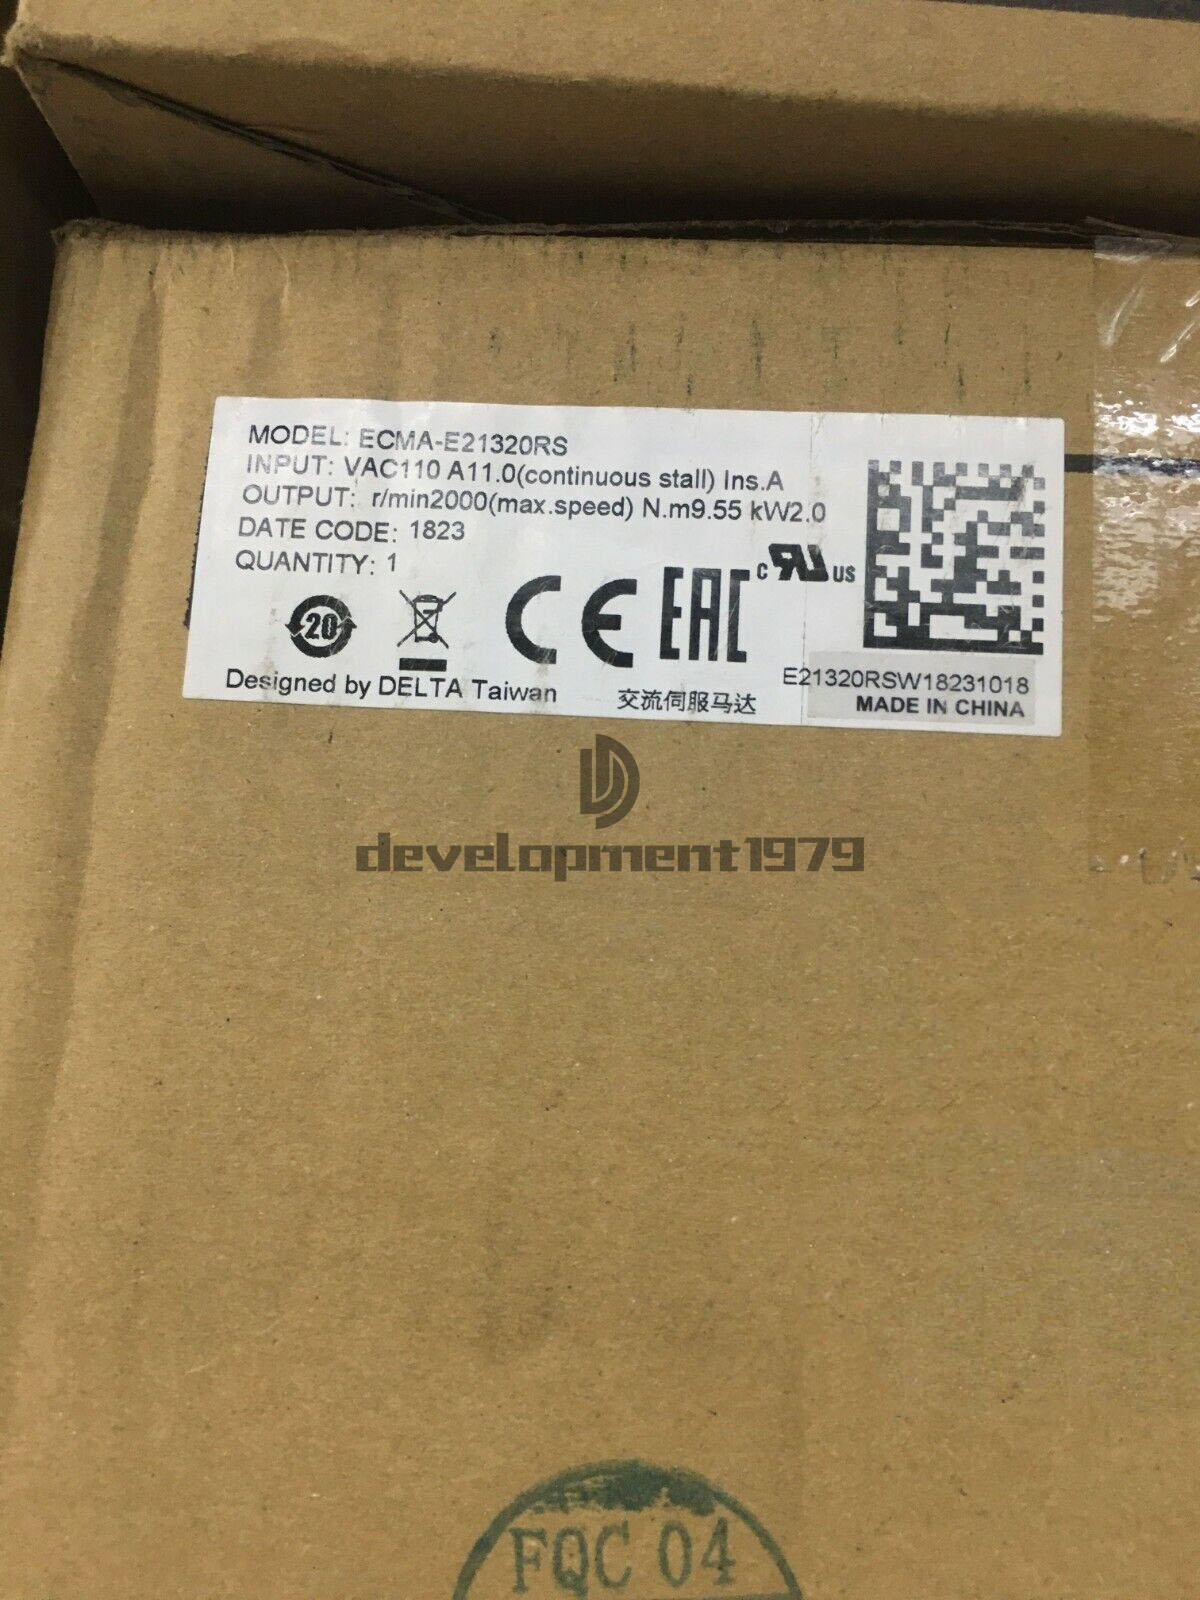 MODEL: ECMA-E21320RS
INPUT: VAC110 A11.0(continuous stall) Ins.A
OUTPUT: r/min2000(max.speed) N.m9.55 kW2.0
DATE CODE: 1823
QUANTITY: 1
20
CE
EAC
c RU US
Designed by DELTA Taiwan
交流伺服马达
E21320RSW18231018
MADE IN CHINA
development1979
FQC 04